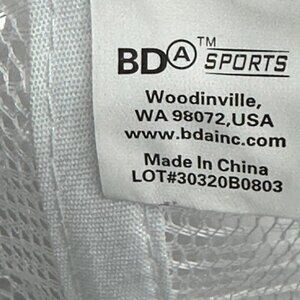 BDA™ SPORTS
Woodinville,
WA 98072,USA
www.bdainc.com
Made In China
LOT#30320B0803